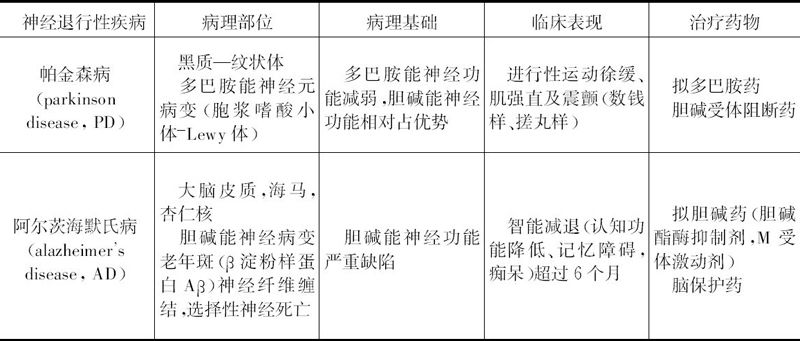 神经退行性疾病
病理部位
病理基础
临床表现
治疗药物
帕金森病
(parkinson
disease, PD)
黑质—纹状体
多巴胺能神经元
病变(胞浆嗜酸小
体-Lewy体)
多巴胺能神经功
能减弱,胆碱能神经
功能相对占优势
进行性运动徐缓、
肌强直及震颤(数钱
样、搓丸样)
拟多巴胺药
胆碱受体阻断药
阿尔茨海默氏病
(alazheimer's
disease, AD)
大脑皮质,海马,
杏仁核
胆碱能神经病变
老年斑(β淀粉样蛋
白Aβ)神经纤维缠
结,选择性神经死亡
胆碱能神经功能
严重缺陷
智能减退(认知功
能降低、记忆障碍,
痴呆)超过6个月
拟胆碱药(胆碱
酯酶抑制剂,M受
体激动剂)
脑保护药